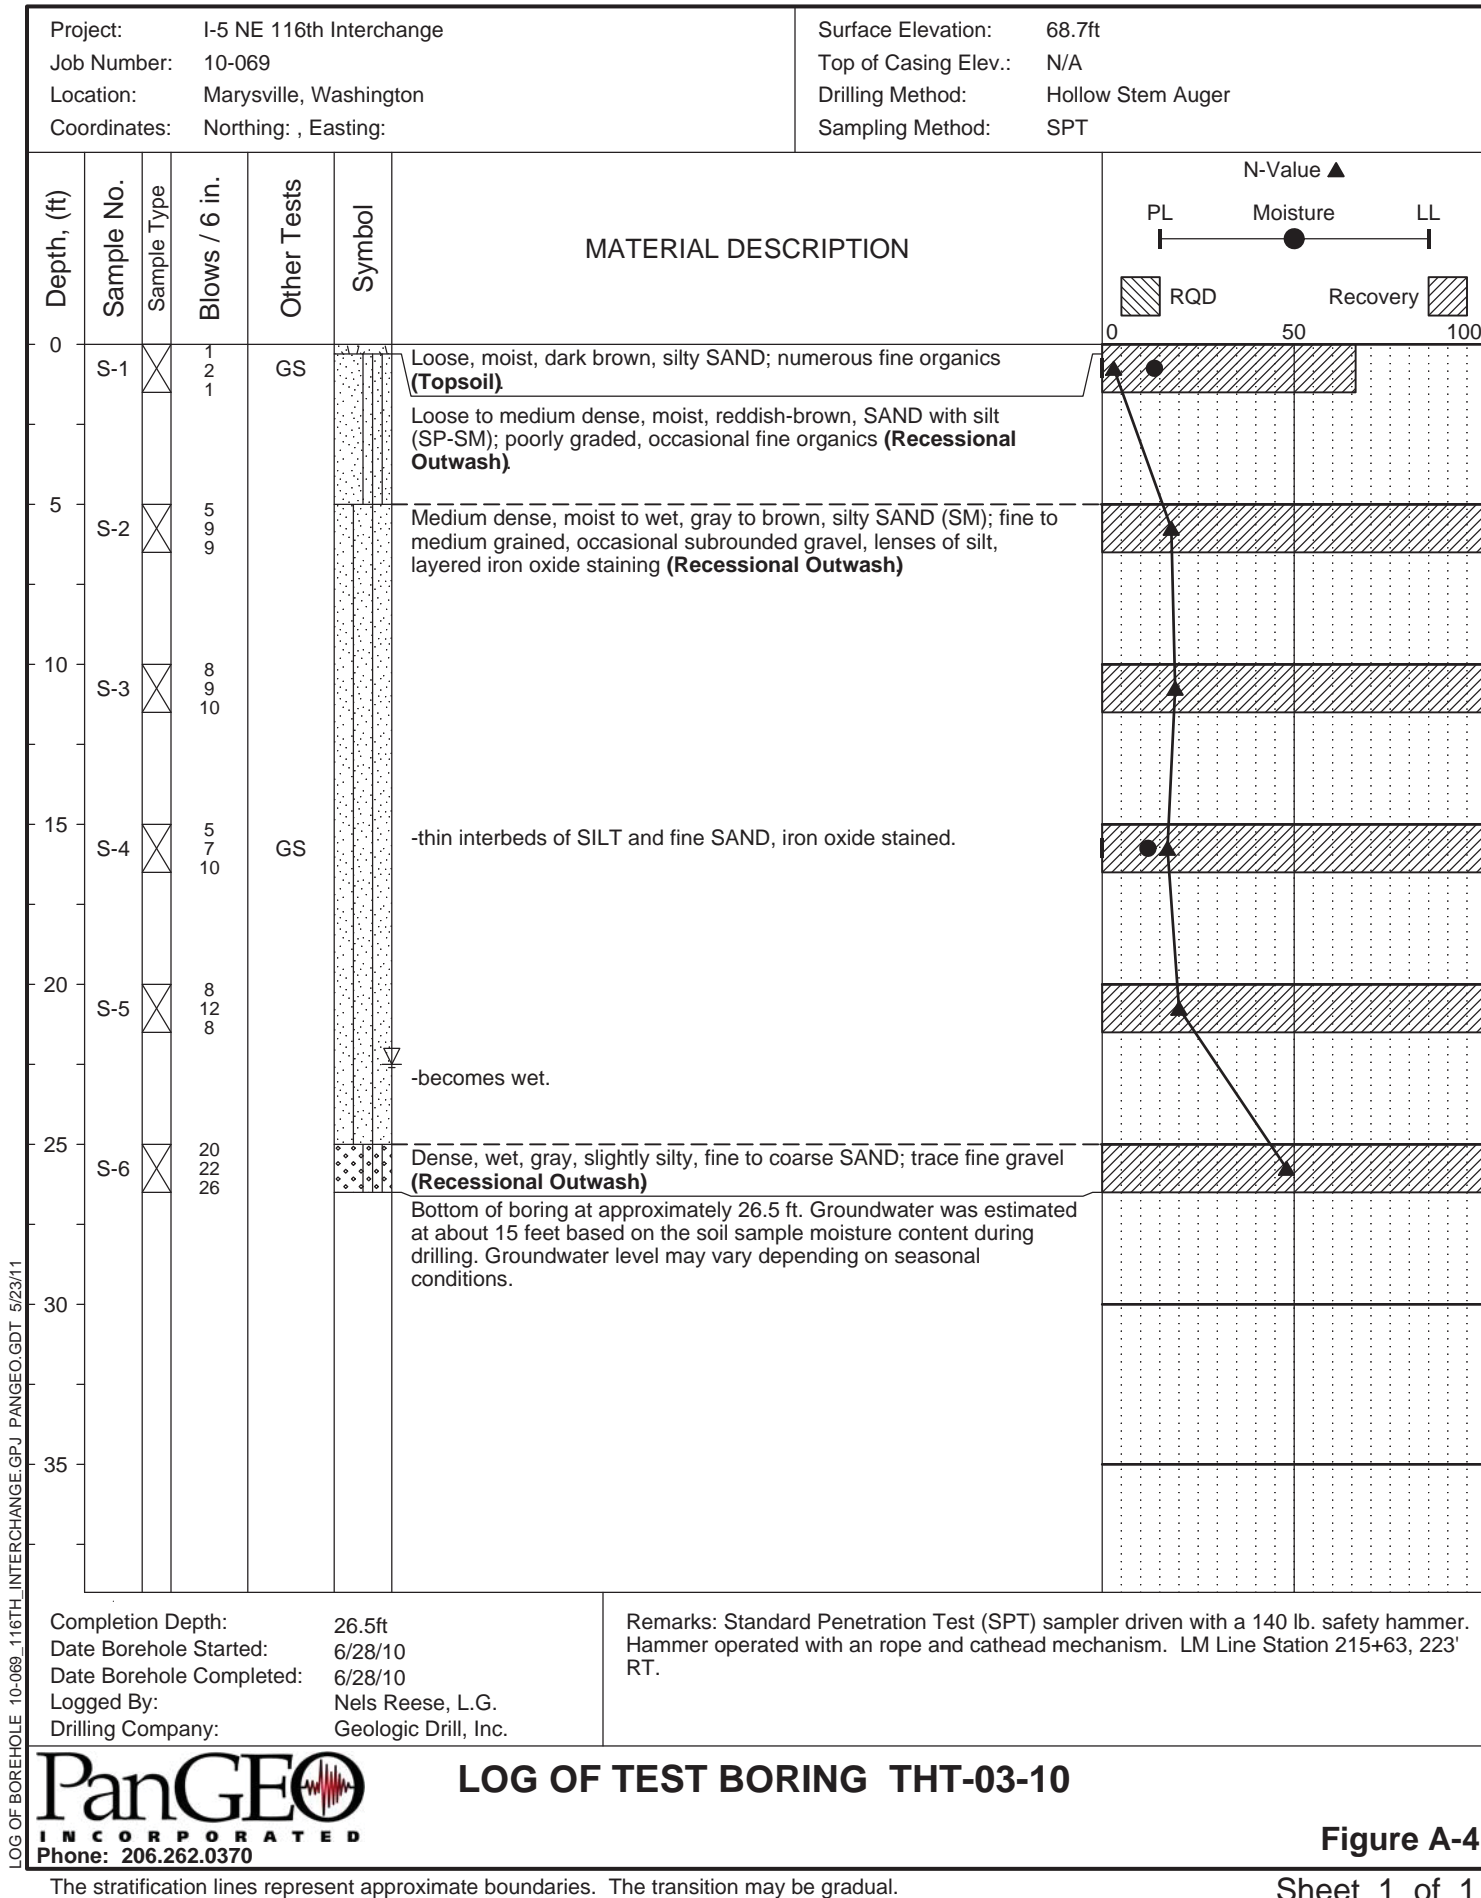 Project: I-5 NE 116th Interchange
Job Number: 10-069
Location: Marysville, Washington
Coordinates: Northing: , Easting:
Surface Elevation: 68.7ft
Top of Casing Elev.: N/A
Drilling Method: Hollow Stem Auger
Sampling Method: SPT
Depth, (ft)
Sample No.
Sample Type
Blows / 6 in.
Other Tests
Symbol
MATERIAL DESCRIPTION
N-Value ▲
PL Moisture LL
RQD Recovery
0 50 100
0
S-1
1
2
1
GS
Loose, moist, dark brown, silty SAND; numerous fine organics
(Topsoil).
Loose to medium dense, moist, reddish-brown, SAND with silt
(SP-SM); poorly graded, occasional fine organics (Recessional
Outwash).
5
S-2
5
9
9
Medium dense, moist to wet, gray to brown, silty SAND (SM); fine to
medium grained, occasional subrounded gravel, lenses of silt,
layered iron oxide staining (Recessional Outwash)
10
S-3
8
9
10
15
S-4
5
7
10
GS
-thin interbeds of SILT and fine SAND, iron oxide stained.
20
S-5
8
12
8
-becomes wet.
25
S-6
20
22
26
Dense, wet, gray, slightly silty, fine to coarse SAND; trace fine gravel
(Recessional Outwash)
Bottom of boring at approximately 26.5 ft. Groundwater was estimated
at about 15 feet based on the soil sample moisture content during
drilling. Groundwater level may vary depending on seasonal
conditions.
30
35
Completion Depth: 26.5ft
Date Borehole Started: 6/28/10
Date Borehole Completed: 6/28/10
Logged By: Nels Reese, L.G.
Drilling Company: Geologic Drill, Inc.
Remarks: Standard Penetration Test (SPT) sampler driven with a 140 lb. safety hammer.
Hammer operated with an rope and cathead mechanism. LM Line Station 215+63, 223'
RT.
LOG OF BOREHOLE 10-069_116TH_INTERCHANGE.GPJ PANGEO.GDT 5/23/11
PanGEO
INCORPORATED
Phone: 206.262.0370
LOG OF TEST BORING THT-03-10
Figure A-4
The stratification lines represent approximate boundaries. The transition may be gradual.
Sheet 1 of 1